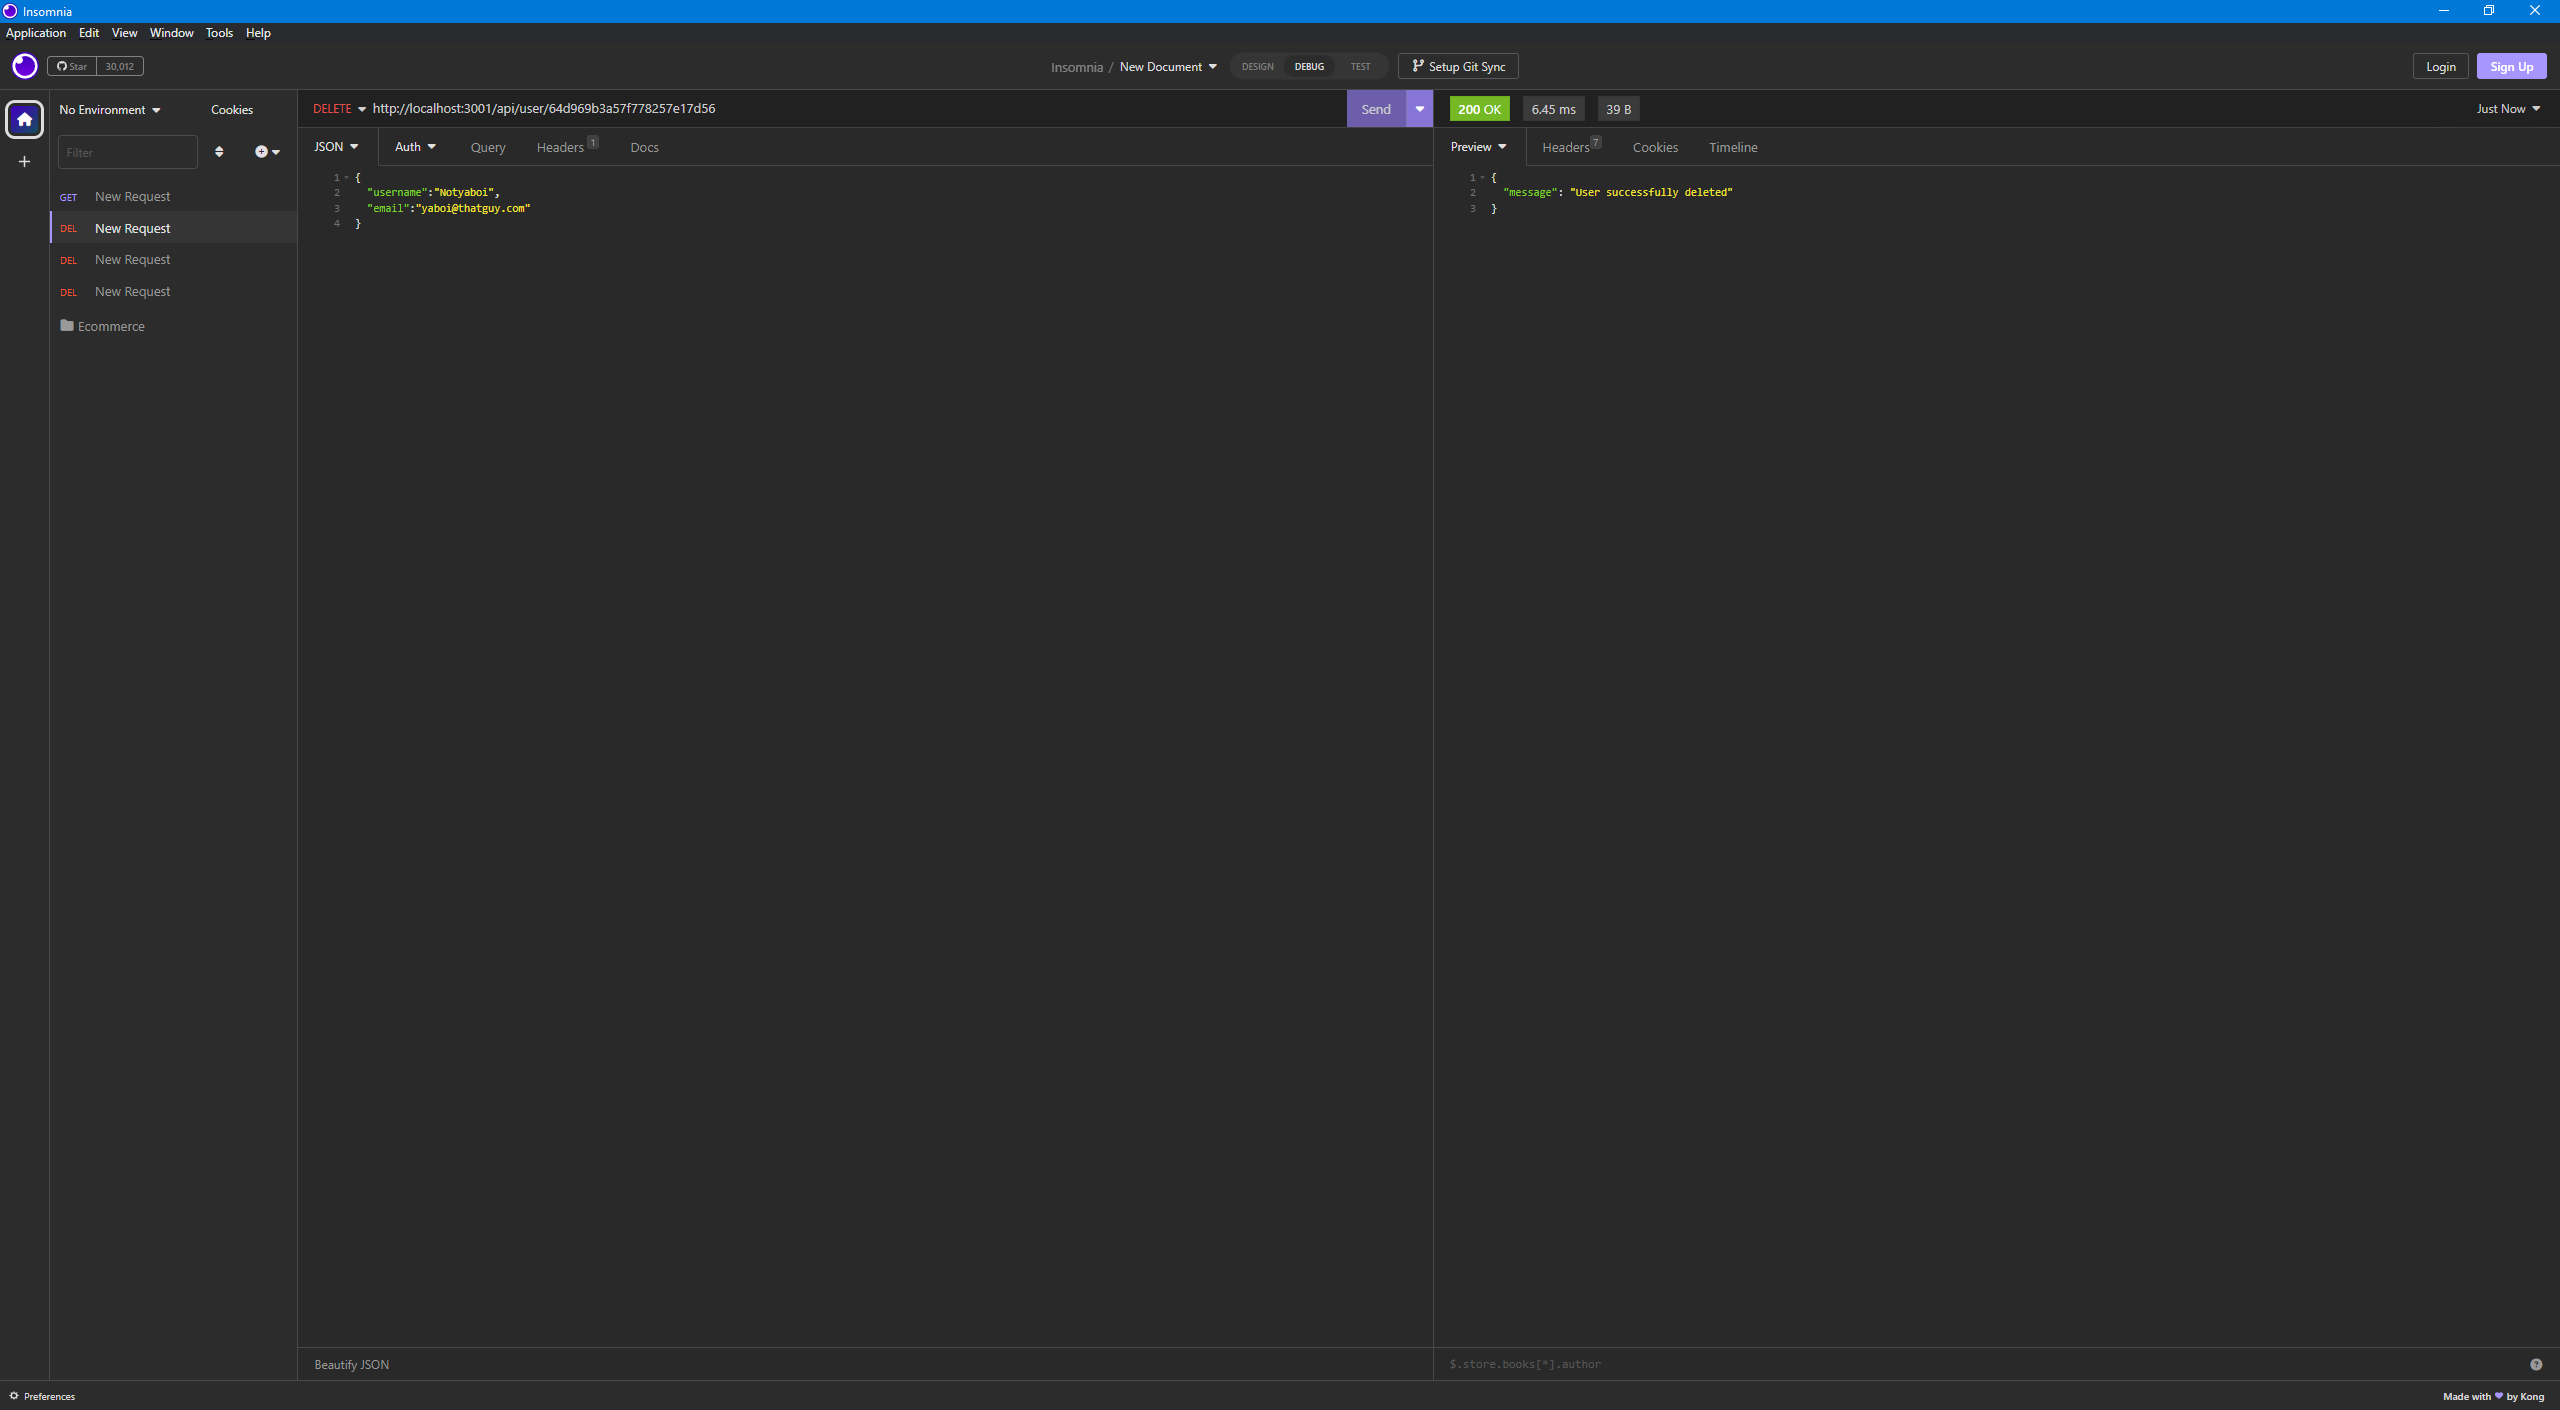 Insomnia
Application Edit View Window Tools Help
Star 30,012
Insomnia / New Document DESIGN DEBUG TEST Setup Git Sync
Login Sign Up
No Environment Cookies
Filter
GET New Request
DEL New Request
DEL New Request
DEL New Request
Ecommerce
DELETE http://localhost:3001/api/user/64d969b3a57f778257e17d56 Send
JSON Auth Query Headers 1 Docs
1 {
2 "username":"Notyaboi",
3 "email":"yaboi@thatguy.com"
4 }
Beautify JSON
200 OK 6.45 ms 39 B Just Now
Preview Headers 7 Cookies Timeline
1 {
2 "message": "User successfully deleted"
3 }
$.store.books[*].author ?
Preferences
Made with by Kong